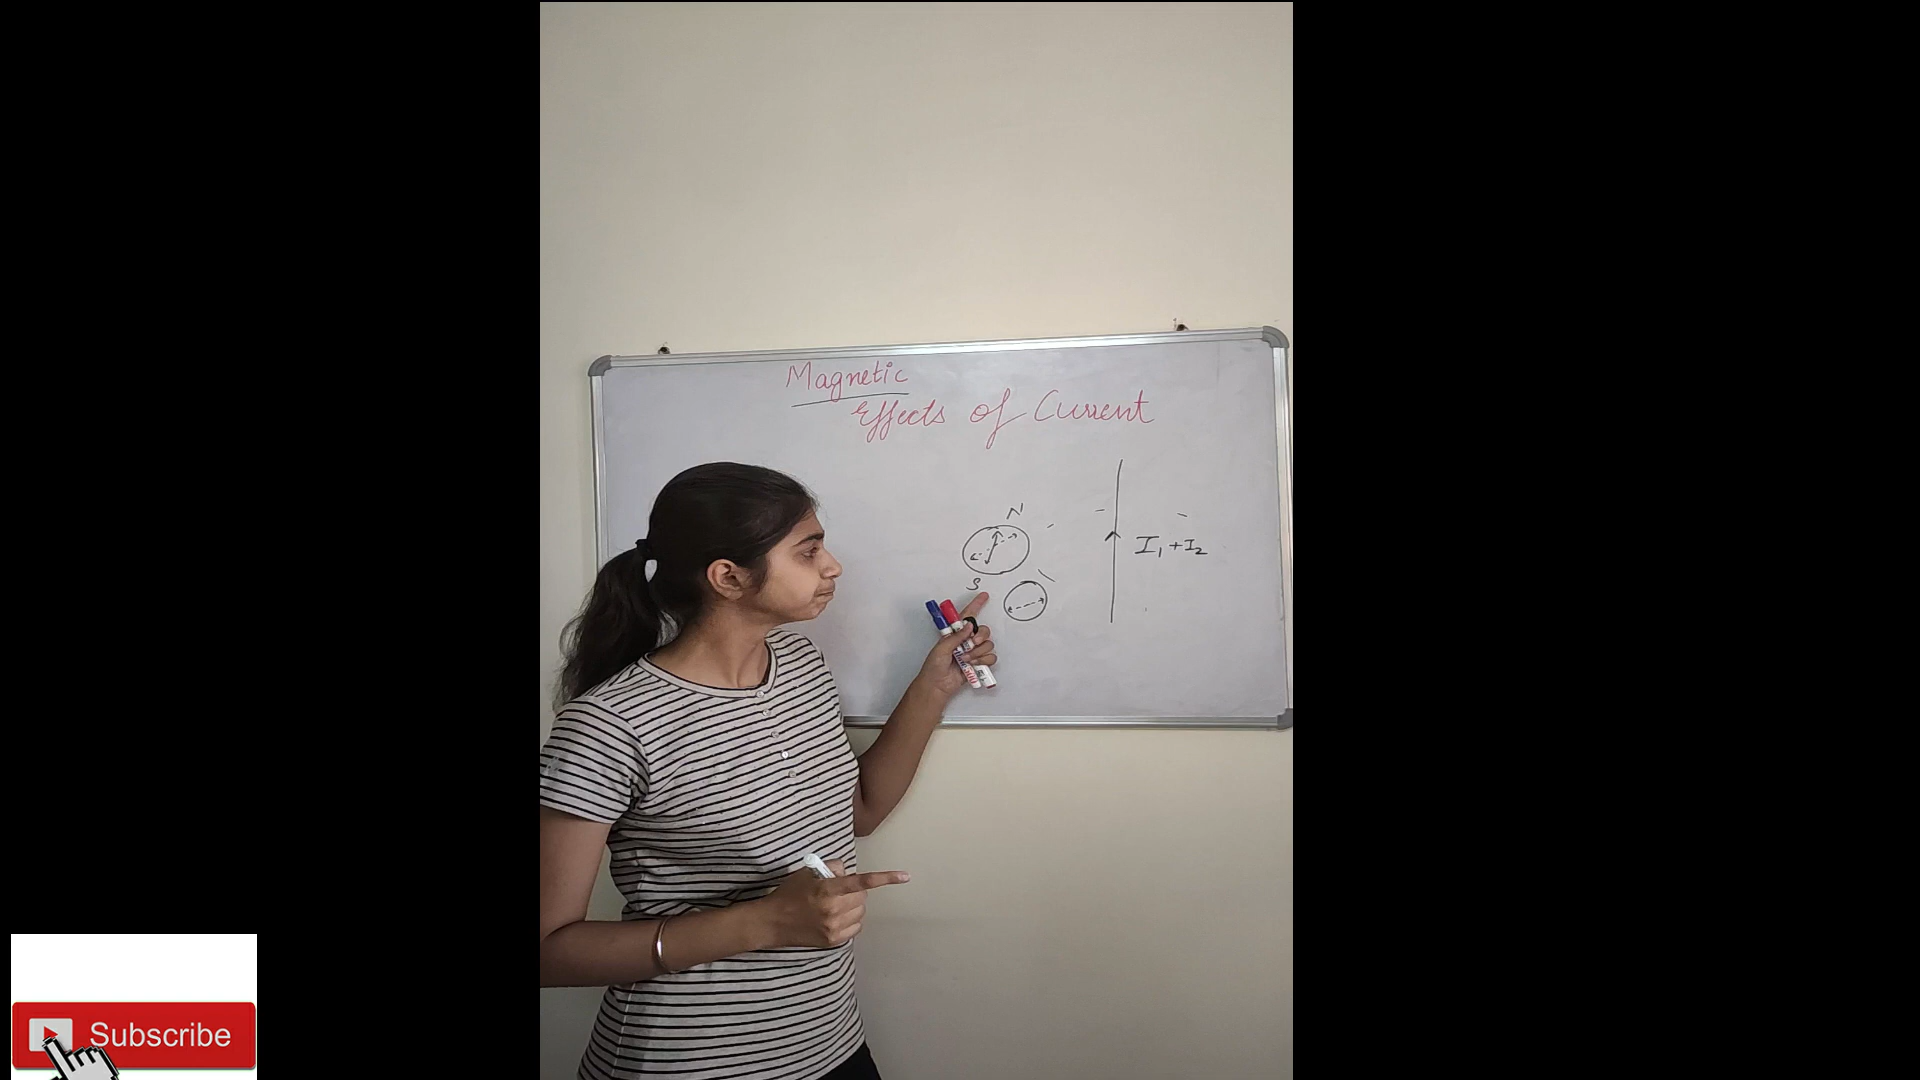 Magnetic
Effects of Current
N
I₁ + I₂
S
Subscribe